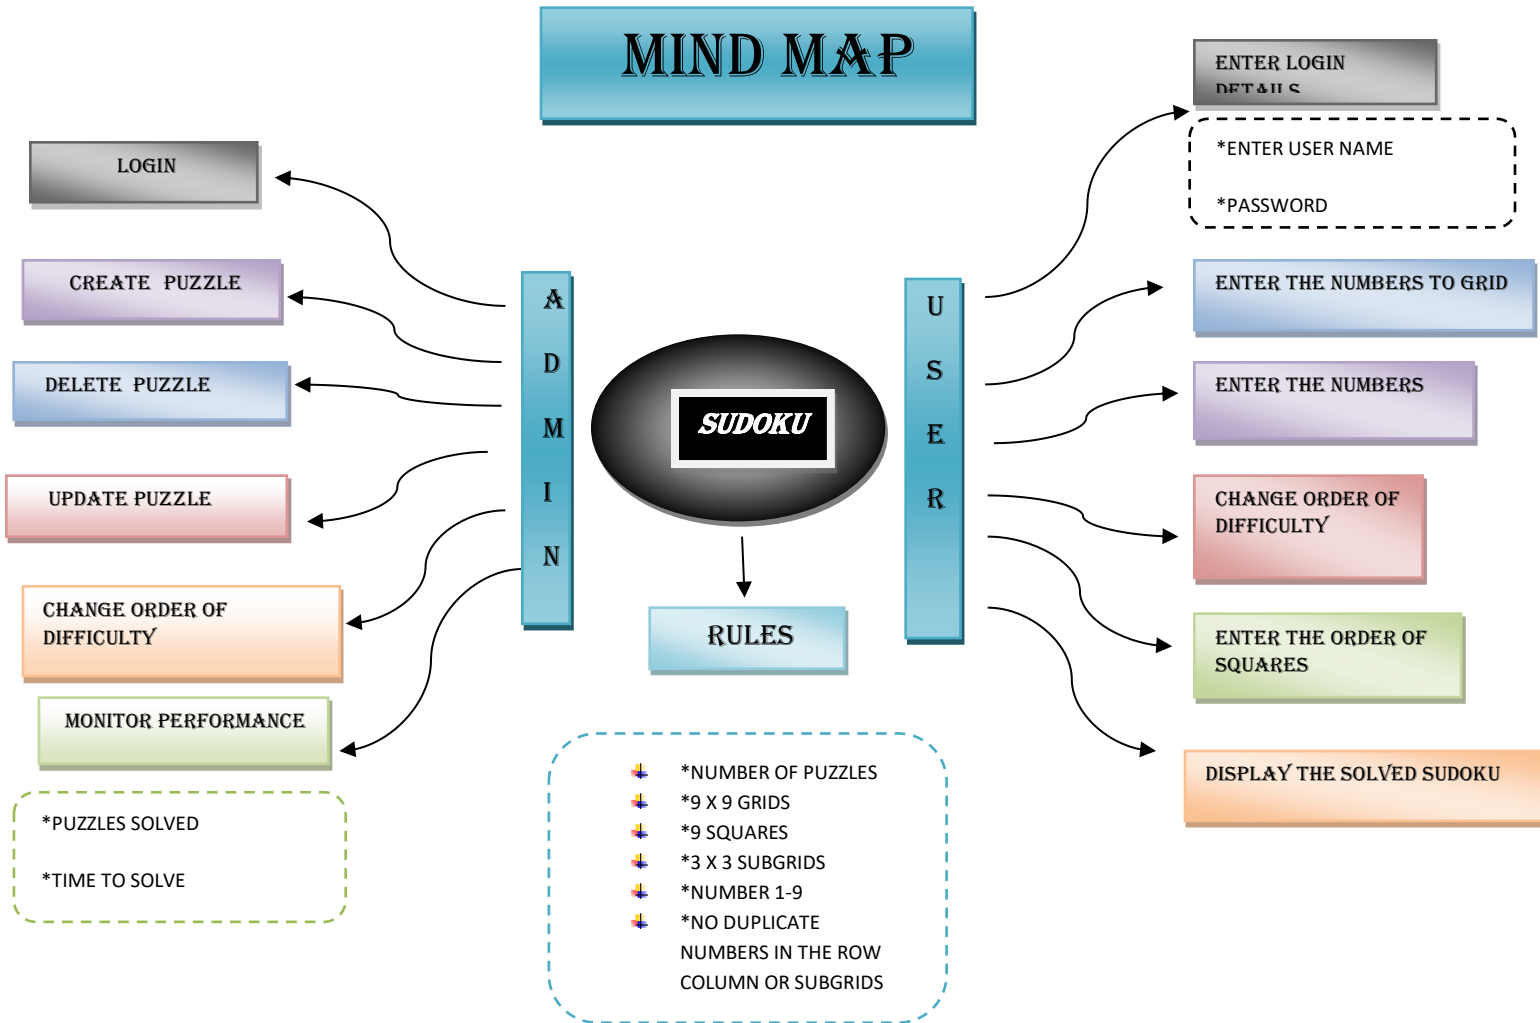 MIND MAP
LOGIN
CREATE PUZZLE
DELETE PUZZLE
UPDATE PUZZLE
CHANGE ORDER OF
DIFFICULTY
MONITOR PERFORMANCE
*PUZZLES SOLVED
*TIME TO SOLVE
A
D
M
I
N
SUDOKU
RULES
*NUMBER OF PUZZLES
*9 X 9 GRIDS
*9 SQUARES
*3 X 3 SUBGRIDS
*NUMBER 1-9
*NO DUPLICATE
NUMBERS IN THE ROW
COLUMN OR SUBGRIDS
U
S
E
R
ENTER LOGIN
DETAILS
*ENTER USER NAME
*PASSWORD
ENTER THE NUMBERS TO GRID
ENTER THE NUMBERS
CHANGE ORDER OF
DIFFICULTY
ENTER THE ORDER OF
SQUARES
DISPLAY THE SOLVED SUDOKU